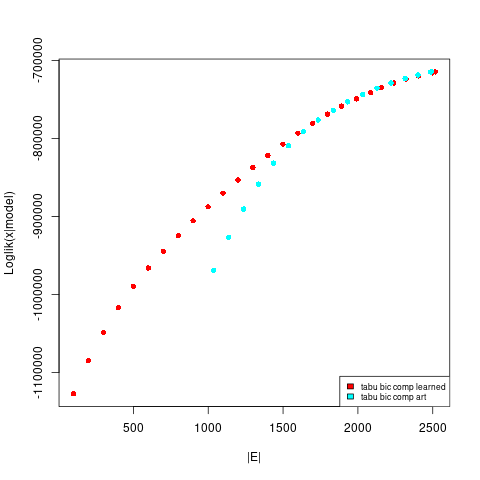 -700000
-800000
-900000
-1000000
-1100000
Loglik(x|model)
500
1000
1500
2000
2500
|E|
tabu bic comp learned
tabu bic comp art